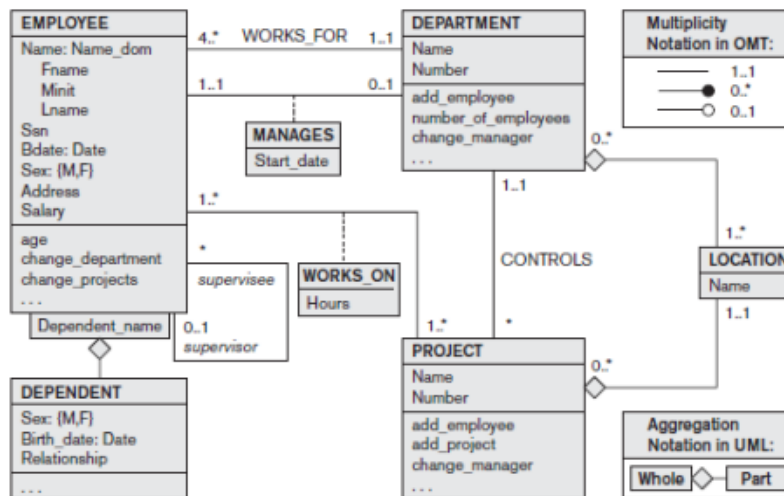 EMPLOYEE
Name: Name_dom
Fname
Minit
Lname
Ssn
Bdate: Date
Sex: {M,F}
Address
Salary
age
change_department
change_projects
. . .
Dependent_name
DEPENDENT
Sex: {M,F}
Birth_date: Date
Relationship
. . .
4..* WORKS_FOR 1..1
1..1 0..1
MANAGES
Start_date
1..*
*
supervisee
0..1
supervisor
WORKS_ON
Hours
1..*
DEPARTMENT
Name
Number
add_employee
number_of_employees
change_manager
. . .
0..*
1..1
CONTROLS
*
PROJECT
Name
Number
add_employee
add_project
change_manager
. . .
0..*
1..*
LOCATION
Name
1..1
Multiplicity
Notation in OMT:
1..1
0..*
0..1
Aggregation
Notation in UML:
Whole Part